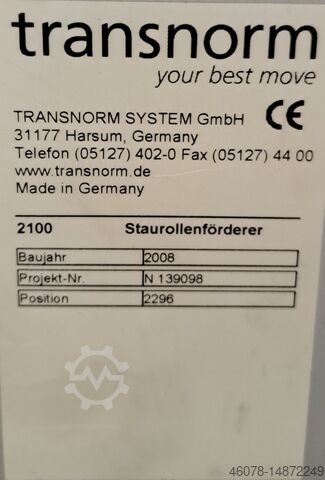 transnorm
your best move
TRANSNORM SYSTEM GmbH CE
31177 Harsum, Germany
Telefon (05127) 402-0 Fax (05127) 44 00
www.transnorm.de
Made in Germany
2100 Staurollenförderer
Baujahr 2008
Projekt-Nr. N 139098
Position 2296
46078-14872249